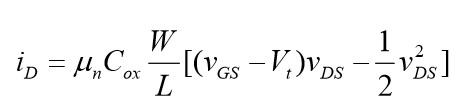 i_D = μ_n C_ox W/L [(v_GS − V_t)v_DS − 1/2 v_DS^2]